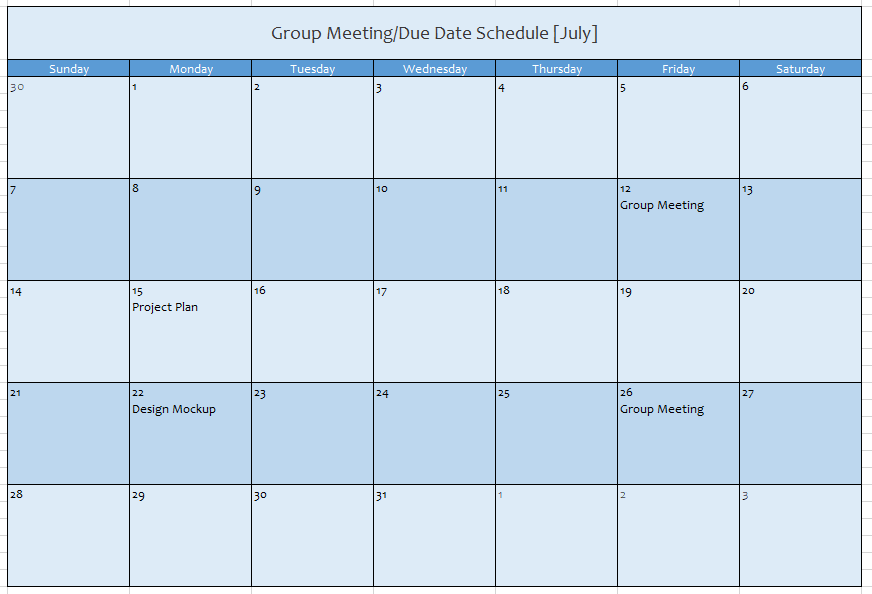 Group Meeting/Due Date Schedule [July]
Sunday Monday Tuesday Wednesday Thursday Friday Saturday
30 1 2 3 4 5 6
7 8 9 10 11 12 13
Group Meeting
14 15 16 17 18 19 20
Project Plan
21 22 23 24 25 26 27
Design Mockup Group Meeting
28 29 30 31 1 2 3